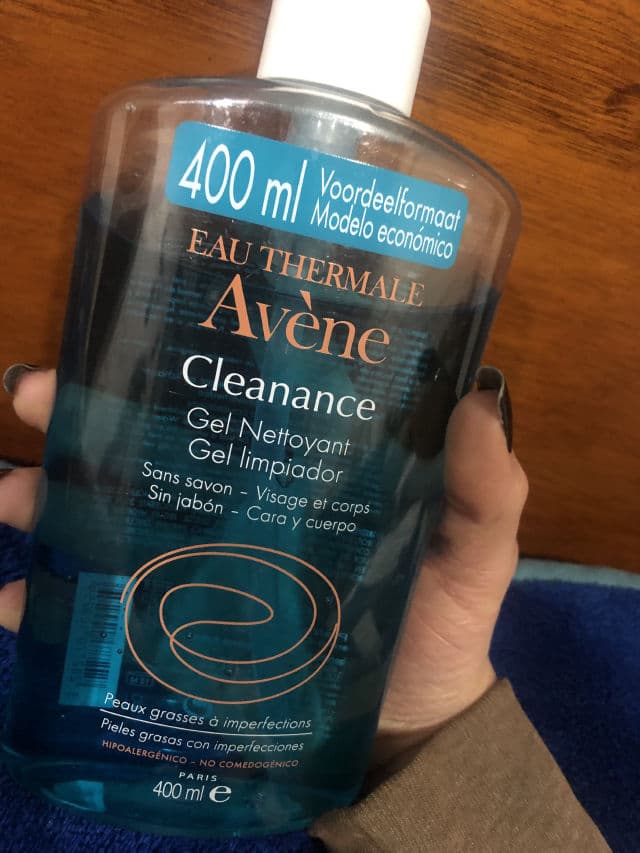 400 ml
Voordeelformaat
Modelo económico
EAU THERMALE
Avène
Cleanance
Gel Nettoyant
Gel limpiador
Sans savon - Visage et corps
Sin jabón - Cara y cuerpo
Peaux grasses à imperfections
Pieles grasas con imperfecciones
HIPOALERGÉNICO - NO COMEDOGÉNICO
PARIS
400 ml e